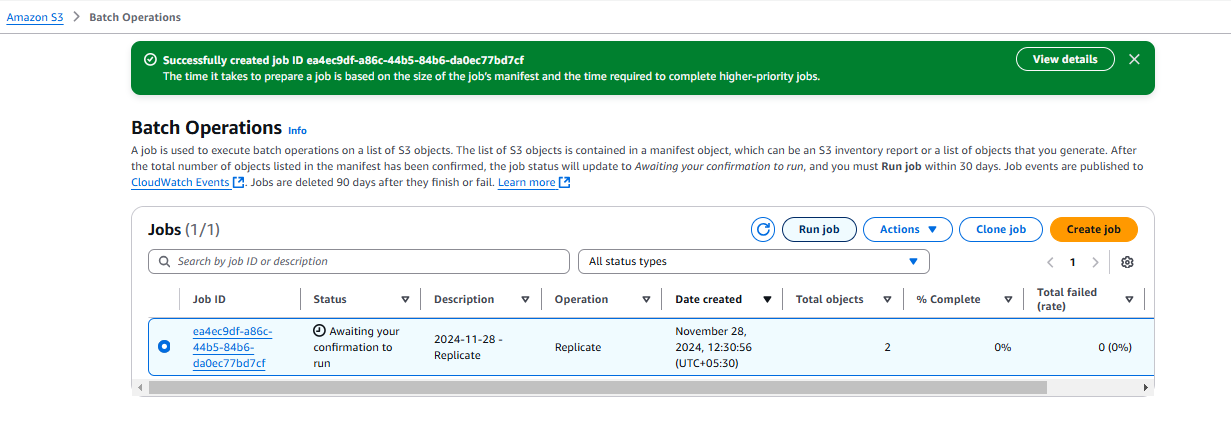 Amazon S3 > Batch Operations
Successfully created job ID ea4ec9df-a86c-44b5-84b6-da0ec77bd7cf
The time it takes to prepare a job is based on the size of the job's manifest and the time required to complete higher-priority jobs.
View details
Batch Operations Info
A job is used to execute batch operations on a list of S3 objects. The list of S3 objects is contained in a manifest object, which can be an S3 inventory report or a list of objects that you generate. After
the total number of objects listed in the manifest has been confirmed, the job status will update to Awaiting your confirmation to run, and you must Run job within 30 days. Job events are published to
CloudWatch Events. Jobs are deleted 90 days after they finish or fail. Learn more
Jobs (1/1)
Run job
Actions
Clone job
Create job
Search by job ID or description
All status types
1
Job ID
Status
Description
Operation
Date created
Total objects
% Complete
Total failed
(rate)
ea4ec9df-a86c-
44b5-84b6-
da0ec77bd7cf
Awaiting your
confirmation to
run
2024-11-28 -
Replicate
Replicate
November 28,
2024, 12:30:56
(UTC+05:30)
2
0%
0 (0%)